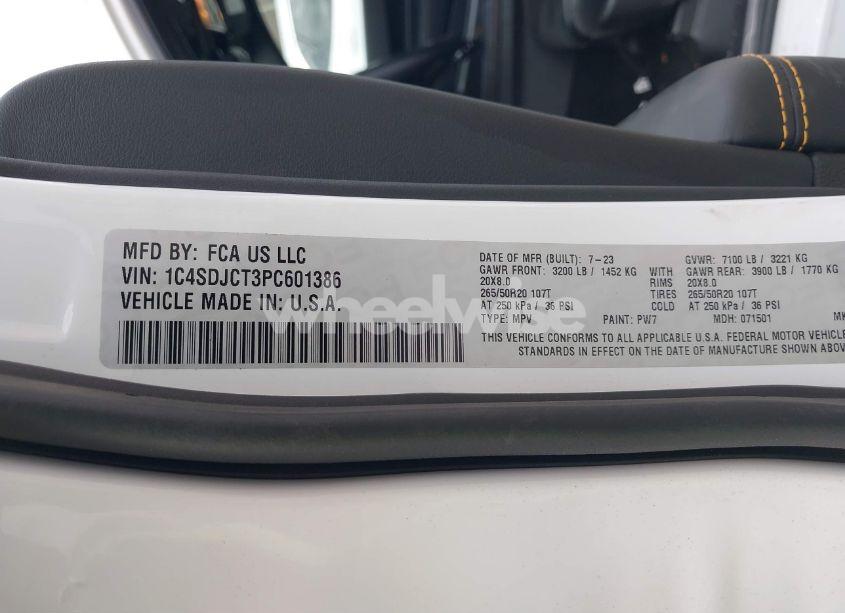 MFD BY: FCA US LLC
VIN: 1C4SDJCT3PC601386
VEHICLE MADE IN: U.S.A.
DATE OF MFR (BUILT): 7-23 GVWR: 7100 LB / 3221 KG
GAWR FRONT: 3200 LB / 1452 KG WITH GAWR REAR: 3900 LB / 1770 KG
20X8.0 RIMS 20X8.0
265/50R20 107T TIRES 265/50R20 107T
AT 250 kPa / 36 PSI COLD AT 250 kPa / 36 PSI
TYPE: MPV PAINT: PW7 MDH: 071501
THIS VEHICLE CONFORMS TO ALL APPLICABLE U.S.A. FEDERAL MOTOR VEHICLE
STANDARDS IN EFFECT ON THE DATE OF MANUFACTURE SHOWN ABOVE
wheelwise